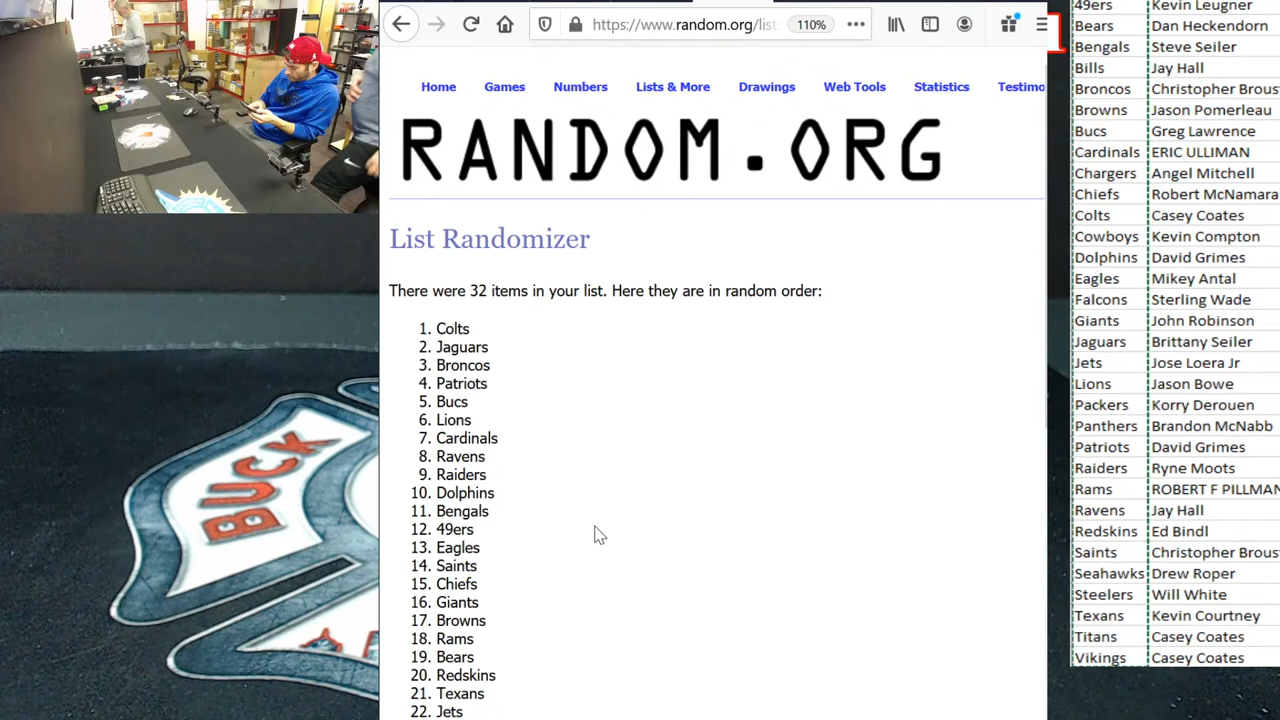 https://www.random.org/list
110%
Home Games Numbers Lists & More Drawings Web Tools Statistics Testimo
RANDOM.ORG
List Randomizer
There were 32 items in your list. Here they are in random order:
1. Colts
2. Jaguars
3. Broncos
4. Patriots
5. Bucs
6. Lions
7. Cardinals
8. Ravens
9. Raiders
10. Dolphins
11. Bengals
12. 49ers
13. Eagles
14. Saints
15. Chiefs
16. Giants
17. Browns
18. Rams
19. Bears
20. Redskins
21. Texans
22. Jets
49ers Kevin Leugner
Bears Dan Heckendorn
Bengals Steve Seiler
Bills Jay Hall
Broncos Christopher Brous
Browns Jason Pomerleau
Bucs Greg Lawrence
Cardinals ERIC ULLIMAN
Chargers Angel Mitchell
Chiefs Robert McNamara
Colts Casey Coates
Cowboys Kevin Compton
Dolphins David Grimes
Eagles Mikey Antal
Falcons Sterling Wade
Giants John Robinson
Jaguars Brittany Seiler
Jets Jose Loera Jr
Lions Jason Bowe
Packers Korry Derouen
Panthers Brandon McNabb
Patriots David Grimes
Raiders Ryne Moots
Rams ROBERT F PILLMAN
Ravens Jay Hall
Redskins Ed Bindl
Saints Christopher Brous
Seahawks Drew Roper
Steelers Will White
Texans Kevin Courtney
Titans Casey Coates
Vikings Casey Coates
BUCK